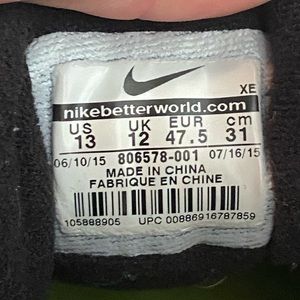 XE
nikebetterworld.com
US UK EUR cm
13 12 47.5 31
06/10/15 806578-001 07/16/15
MADE IN CHINA
FABRIQUE EN CHINE
105888905 UPC 00886916787859